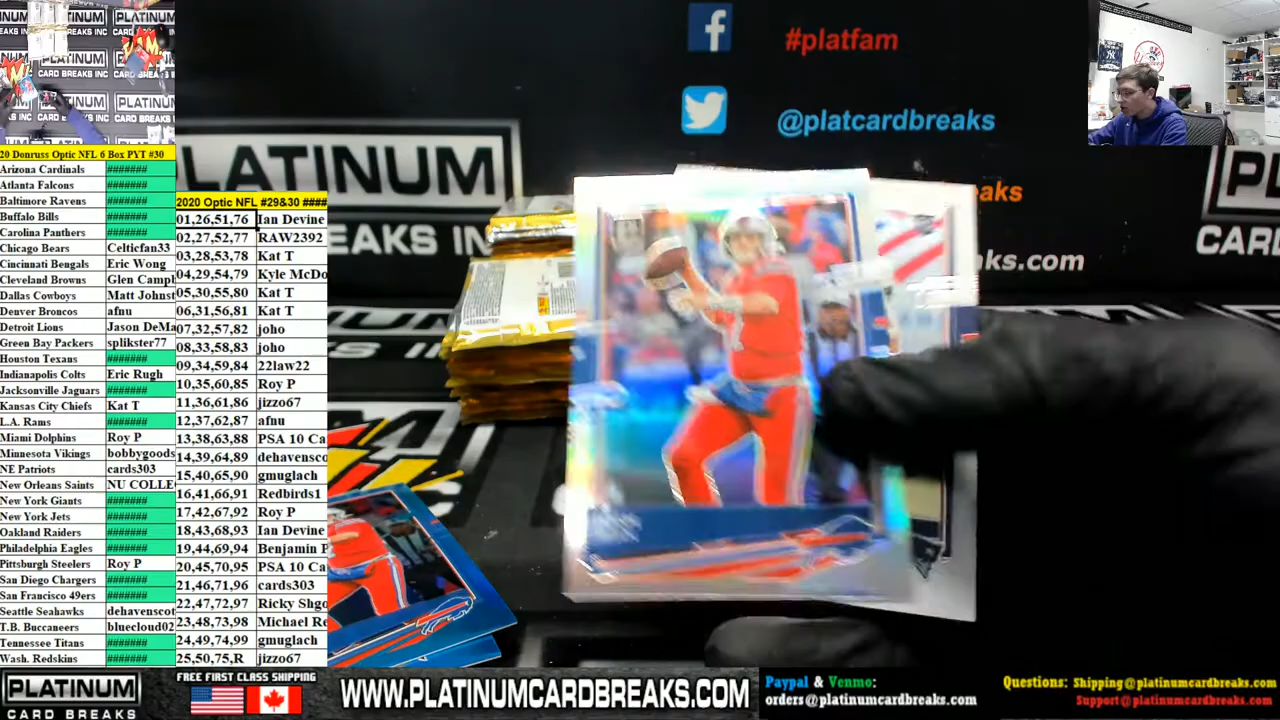 #platfam
@platcardbreaks
PLATINUM
PLATINUM
CARD BREAKS INC
20 Donruss Optic NFL 6 Box PYT #30
Arizona Cardinals #######
Atlanta Falcons #######
Baltimore Ravens #######
Buffalo Bills #######
Carolina Panthers #######
Chicago Bears Celticfan33
Cincinnati Bengals Eric Wong
Cleveland Browns Glen Campl
Dallas Cowboys Matt Johnst
Denver Broncos afnu
Detroit Lions Jason DeMa
Green Bay Packers splikster77
Houston Texans #######
Indianapolis Colts Eric Rugh
Jacksonville Jaguars #######
Kansas City Chiefs Kat T
L.A. Rams #######
Miami Dolphins Roy P
Minnesota Vikings bobbygoods
NE Patriots cards303
New Orleans Saints NU COLLE
New York Giants #######
New York Jets #######
Oakland Raiders #######
Philadelphia Eagles #######
Pittsburgh Steelers Roy P
San Diego Chargers #######
San Francisco 49ers #######
Seattle Seahawks dehavenscot
T.B. Buccaneers bluecloud02
Tennessee Titans #######
Wash. Redskins #######
2020 Optic NFL #29&30 ####
01,26,51,76 Ian Devine
02,27,52,77 RAW2392
03,28,53,78 Kat T
04,29,54,79 Kyle McDo
05,30,55,80 Kat T
06,31,56,81 Kat T
07,32,57,82 joho
08,33,58,83 joho
09,34,59,84 22law22
10,35,60,85 Roy P
11,36,61,86 jizzo67
12,37,62,87 afnu
13,38,63,88 PSA 10 Ca
14,39,64,89 dehavensco
15,40,65,90 gmuglach
16,41,66,91 Redbirds1
17,42,67,92 Roy P
18,43,68,93 Ian Devine
19,44,69,94 Benjamin P
20,45,70,95 PSA 10 Ca
21,46,71,96 cards303
22,47,72,97 Ricky Shgo
23,48,73,98 Michael Re
24,49,74,99 gmuglach
25,50,75,R jizzo67
PLATINUM
CARD BREAKS
FREE FIRST CLASS SHIPPING
WWW.PLATINUMCARDBREAKS.COM
Paypal & Venmo:
orders@platinumcardbreaks.com
Questions: Shipping@platinumcardbreaks.com
Support@platinumcardbreaks.com